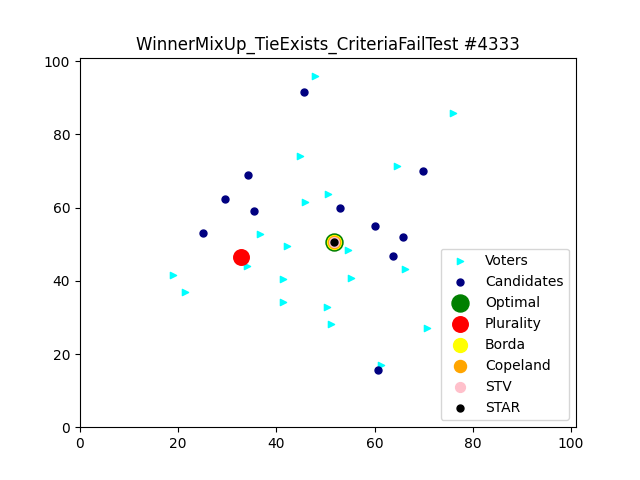 WinnerMixUp_TieExists_CriteriaFailTest #4333
100
80
60
40
20
0
0
20
40
60
80
100
Voters
Candidates
Optimal
Plurality
Borda
Copeland
STV
STAR